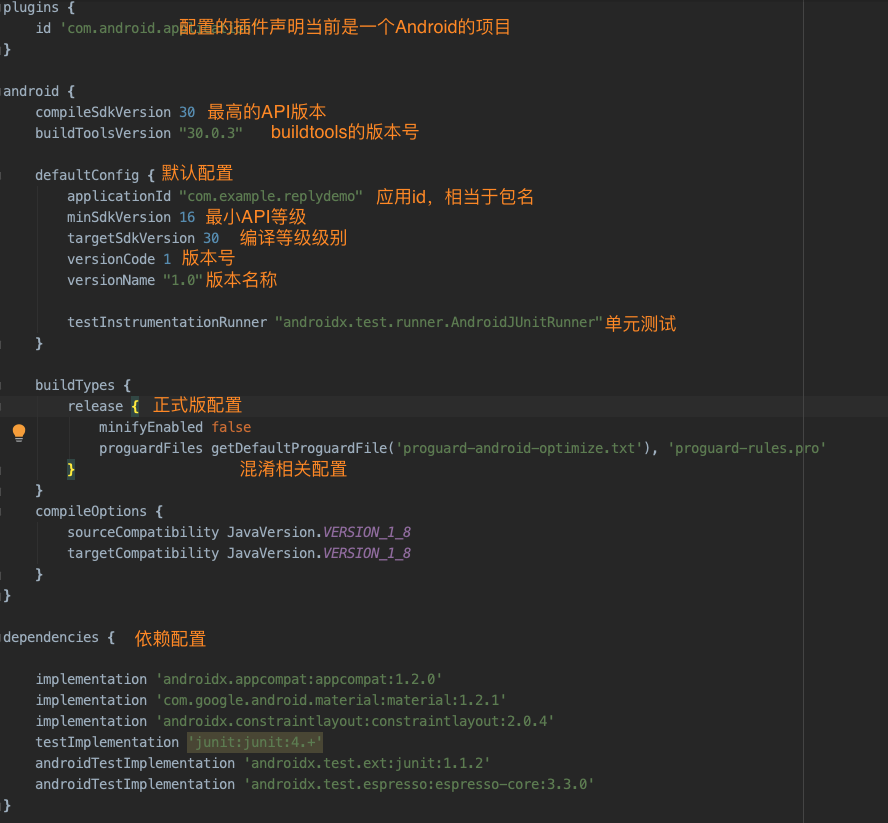 plugins {
id 'com.android.app 配置的插件声明当前是一个Android的项目
}
android {
compileSdkVersion 30 最高的API版本
buildToolsVersion "30.0.3" buildtools的版本号
defaultConfig { 默认配置
applicationId "com.example.replydemo" 应用id，相当于包名
minSdkVersion 16 最小API等级
targetSdkVersion 30 编译等级级别
versionCode 1 版本号
versionName "1.0" 版本名称
testInstrumentationRunner "androidx.test.runner.AndroidJUnitRunner" 单元测试
}
buildTypes {
release { 正式版配置
minifyEnabled false
proguardFiles getDefaultProguardFile('proguard-android-optimize.txt'), 'proguard-rules.pro'
} 混淆相关配置
}
compileOptions {
sourceCompatibility JavaVersion.VERSION_1_8
targetCompatibility JavaVersion.VERSION_1_8
}
}
dependencies { 依赖配置
implementation 'androidx.appcompat:appcompat:1.2.0'
implementation 'com.google.android.material:material:1.2.1'
implementation 'androidx.constraintlayout:constraintlayout:2.0.4'
testImplementation 'junit:junit:4.+'
androidTestImplementation 'androidx.test.ext:junit:1.1.2'
androidTestImplementation 'androidx.test.espresso:espresso-core:3.3.0'
}